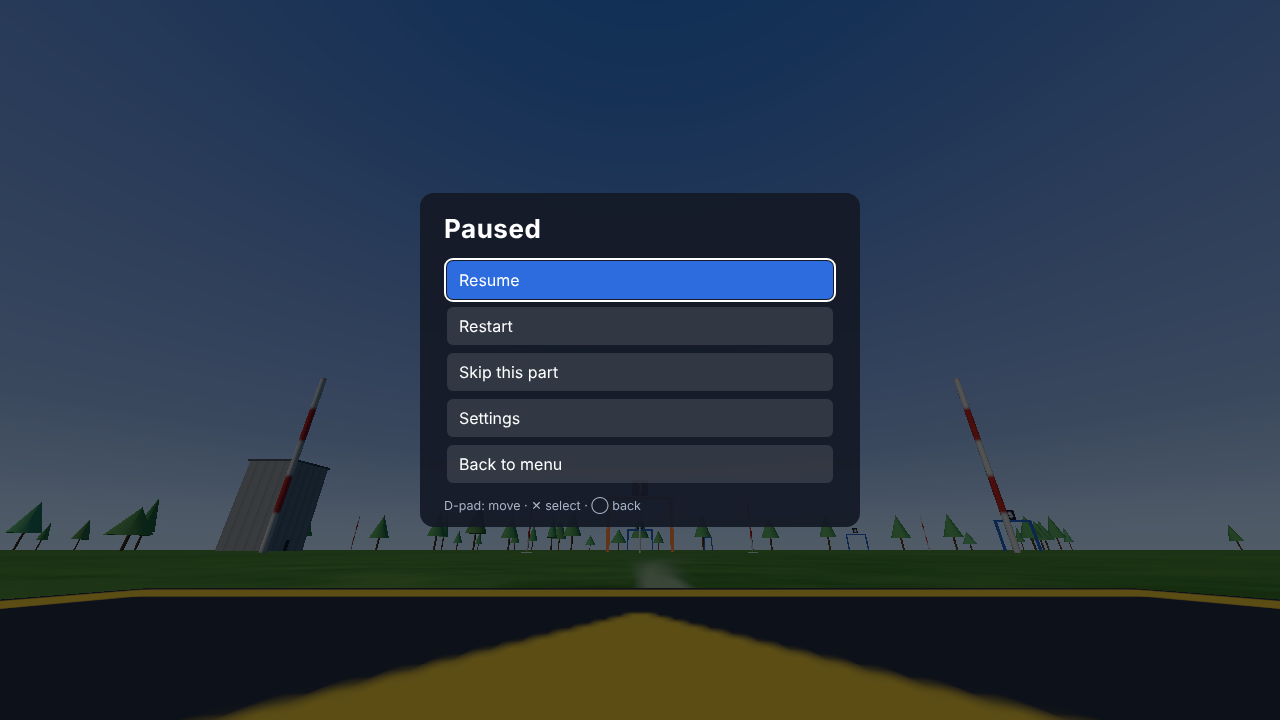 Paused
Resume
Restart
Skip this part
Settings
Back to menu
D-pad: move · ✕ select · ◯ back